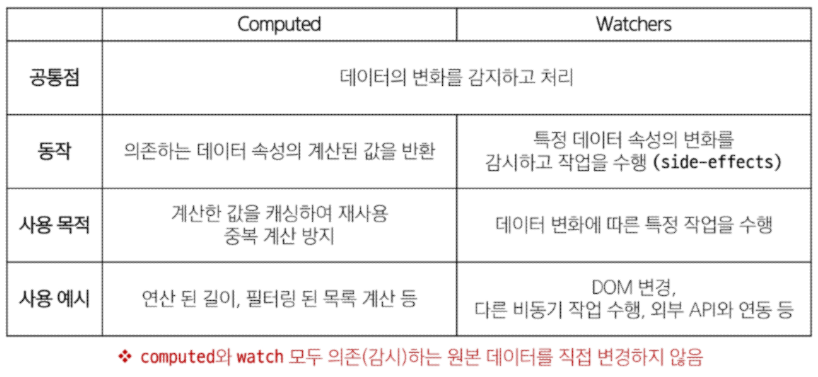 Computed Watchers
공통점 데이터의 변화를 감지하고 처리
동작 의존하는 데이터 속성의 계산된 값을 반환 특정 데이터 속성의 변화를
감시하고 작업을 수행 (side-effects)
사용 목적 계산한 값을 캐싱하여 재사용
중복 계산 방지 데이터 변화에 따른 특정 작업을 수행
사용 예시 연산 된 길이, 필터링 된 목록 계산 등 DOM 변경,
다른 비동기 작업 수행, 외부 API와 연동 등
❖ computed와 watch 모두 의존(감시)하는 원본 데이터를 직접 변경하지 않음